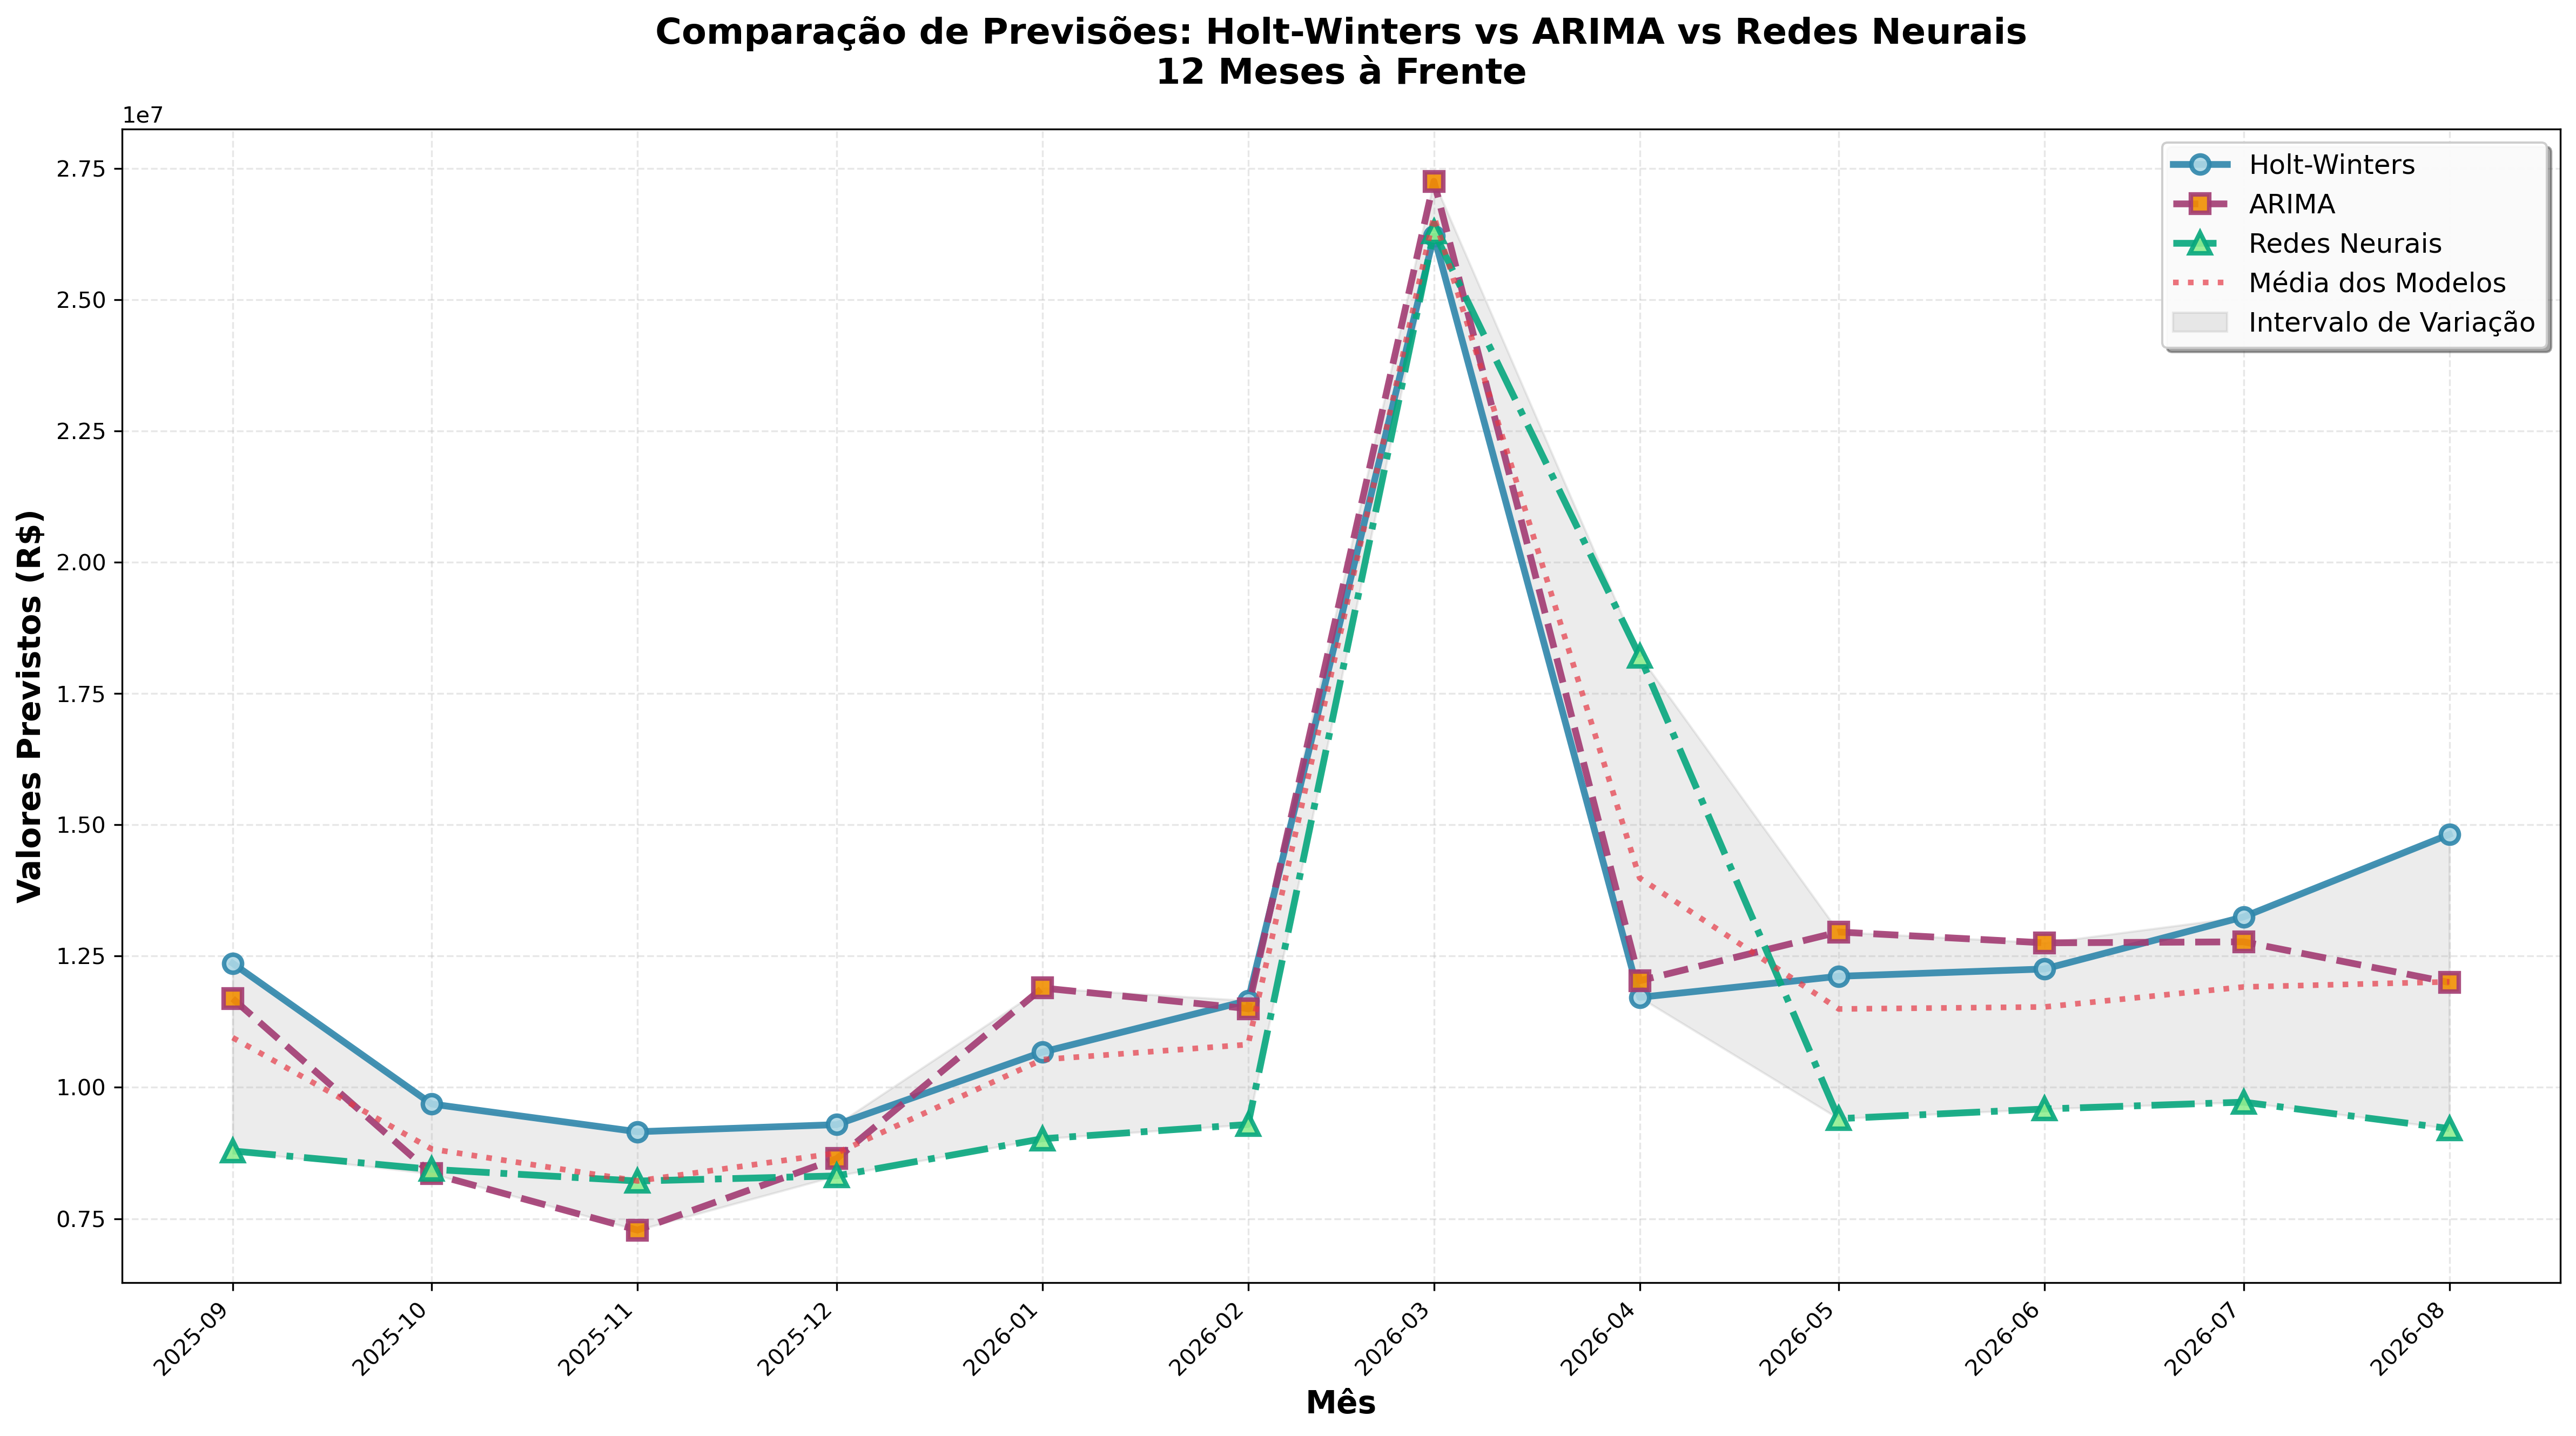 Comparação de Previsões: Holt-Winters vs ARIMA vs Redes Neurais
12 Meses à Frente
1e7
2.75
2.50
2.25
2.00
1.75
1.50
1.25
1.00
0.75
Valores Previstos (R$)
Holt-Winters
ARIMA
Redes Neurais
Média dos Modelos
Intervalo de Variação
2025-09
2025-10
2025-11
2025-12
2026-01
2026-02
2026-03
2026-04
2026-05
2026-06
2026-07
2026-08
Mês